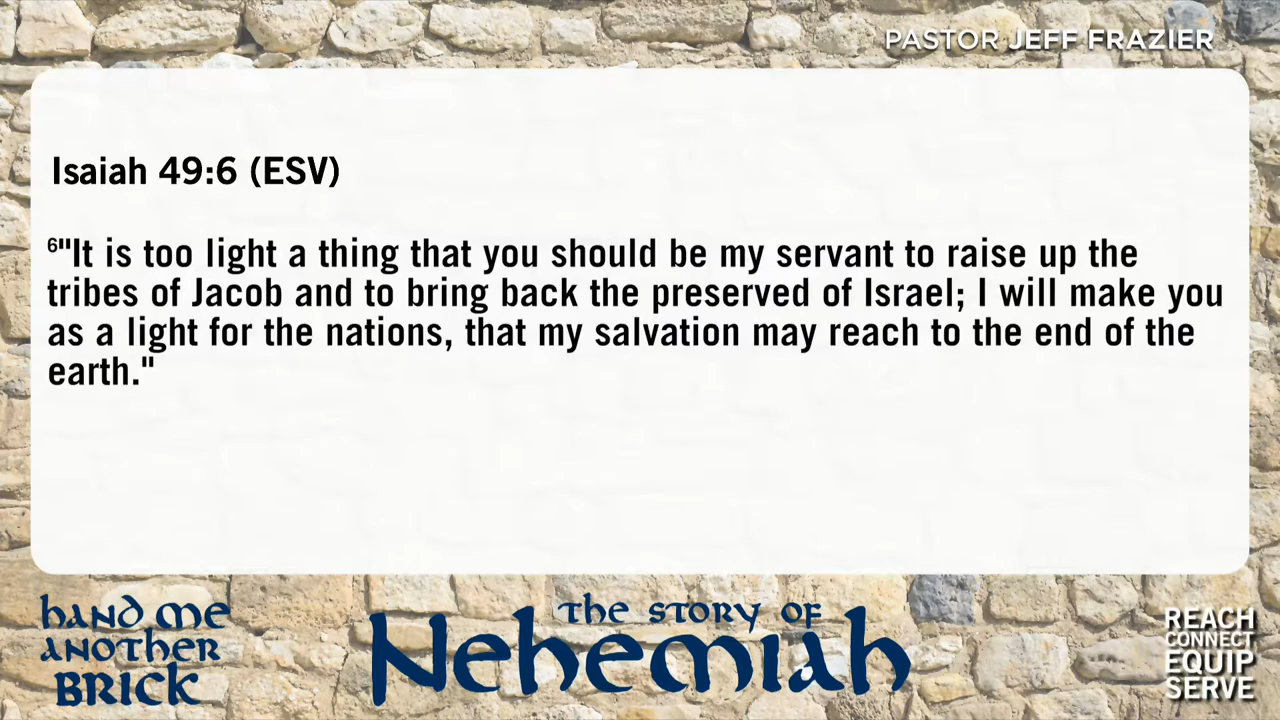 PASTOR JEFF FRAZIER
Isaiah 49:6 (ESV)
6"It is too light a thing that you should be my servant to raise up the
tribes of Jacob and to bring back the preserved of Israel; I will make you
as a light for the nations, that my salvation may reach to the end of the
earth."
hand me
another
BRICK
the story of
Nehemiah
REACH
CONNECT
EQUIP
SERVE